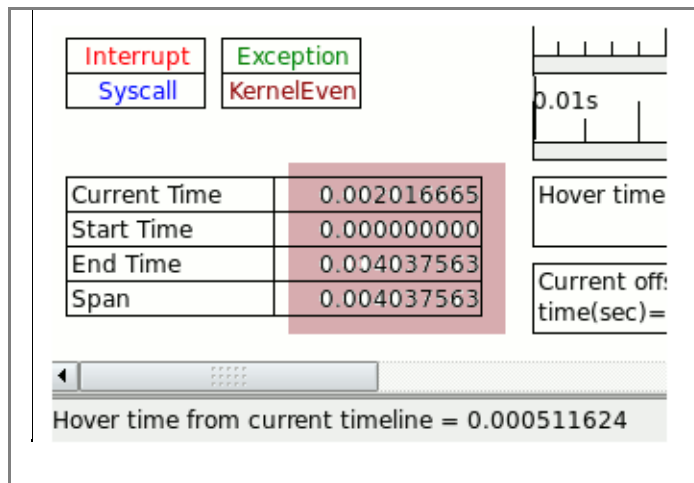 Interrupt Exception
Syscall KernelEven
0.01s
Current Time 0.002016665
Start Time 0.000000000
End Time 0.004037563
Span 0.004037563
Hover time
Current off
time(sec)=
Hover time from current timeline = 0.000511624